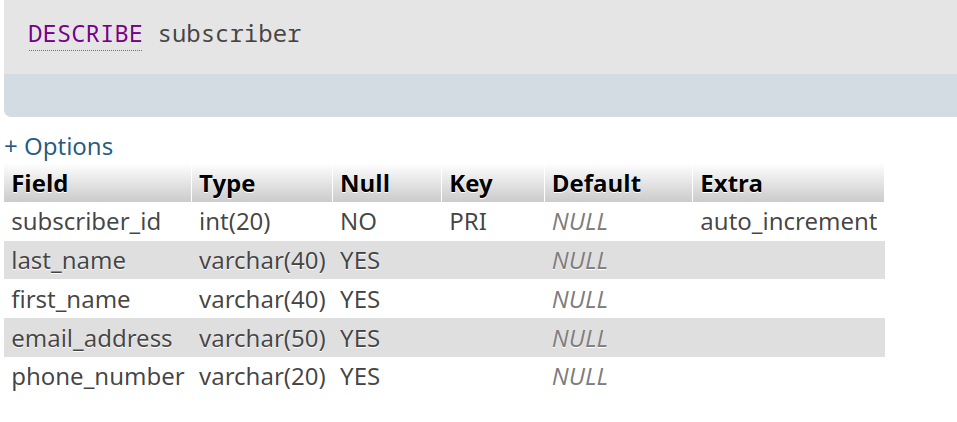 DESCRIBE subscriber
+ Options
Field Type Null Key Default Extra
subscriber_id int(20) NO PRI NULL auto_increment
last_name varchar(40) YES NULL
first_name varchar(40) YES NULL
email_address varchar(50) YES NULL
phone_number varchar(20) YES NULL